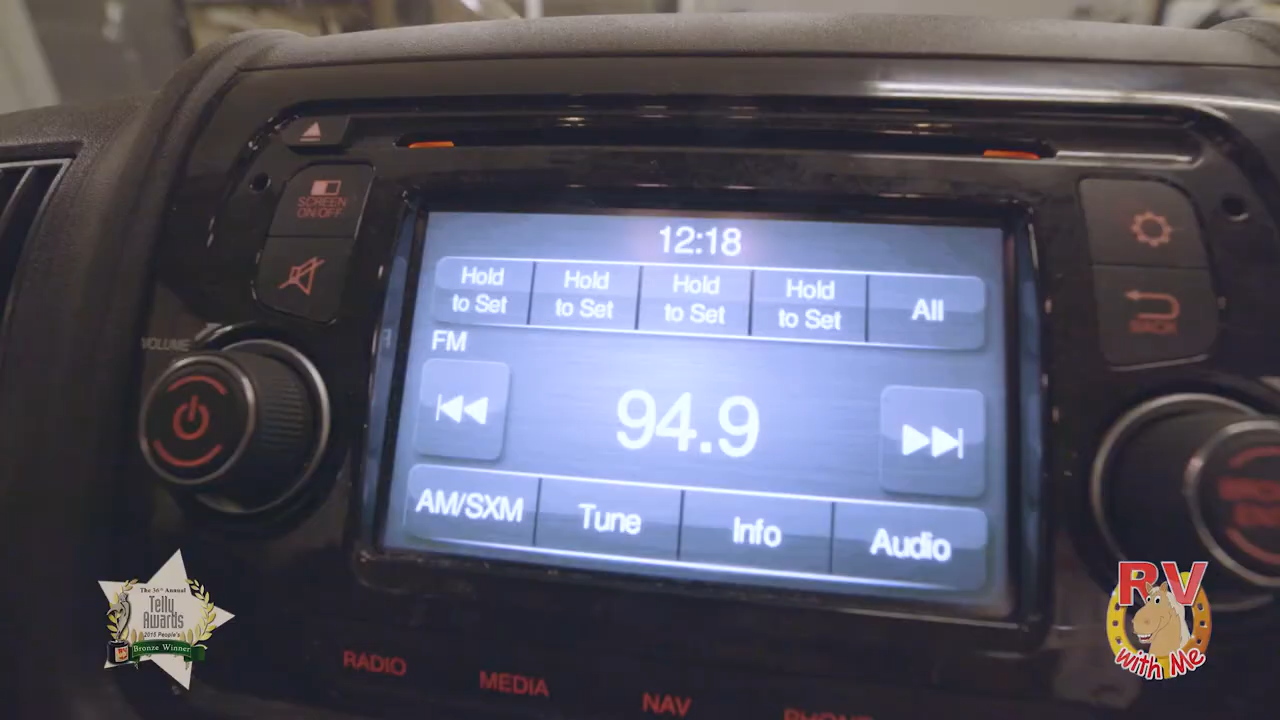 SCREEN
ON/OFF
VOLUME
12:18
Hold
to Set
Hold
to Set
Hold
to Set
Hold
to Set
All
FM
94.9
AM/SXM
Tune
Info
Audio
BACK
RADIO
MEDIA
NAV
PHONE
The 36th Annual
Telly
Awards
2015 People's
Bronze Winner
RV
with Me